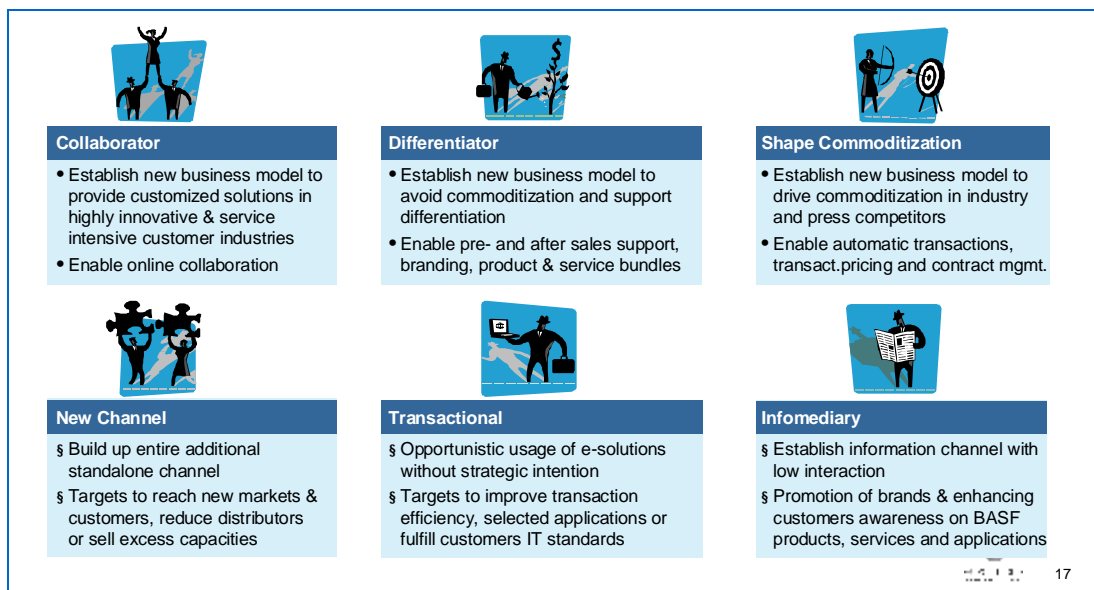 Collaborator
• Establish new business model to
provide customized solutions in
highly innovative & service
intensive customer industries
• Enable online collaboration
Differentiator
• Establish new business model to
avoid commoditization and support
differentiation
• Enable pre- and after sales support,
branding, product & service bundles
Shape Commoditization
• Establish new business model to
drive commoditization in industry
and press competitors
• Enable automatic transactions,
transact.pricing and contract mgmt.
New Channel
§ Build up entire additional
standalone channel
§ Targets to reach new markets &
customers, reduce distributors
or sell excess capacities
Transactional
§ Opportunistic usage of e-solutions
without strategic intention
§ Targets to improve transaction
efficiency, selected applications or
fulfill customers IT standards
Infomediary
§ Establish information channel with
low interaction
§ Promotion of brands & enhancing
customers awareness on BASF
products, services and applications
17